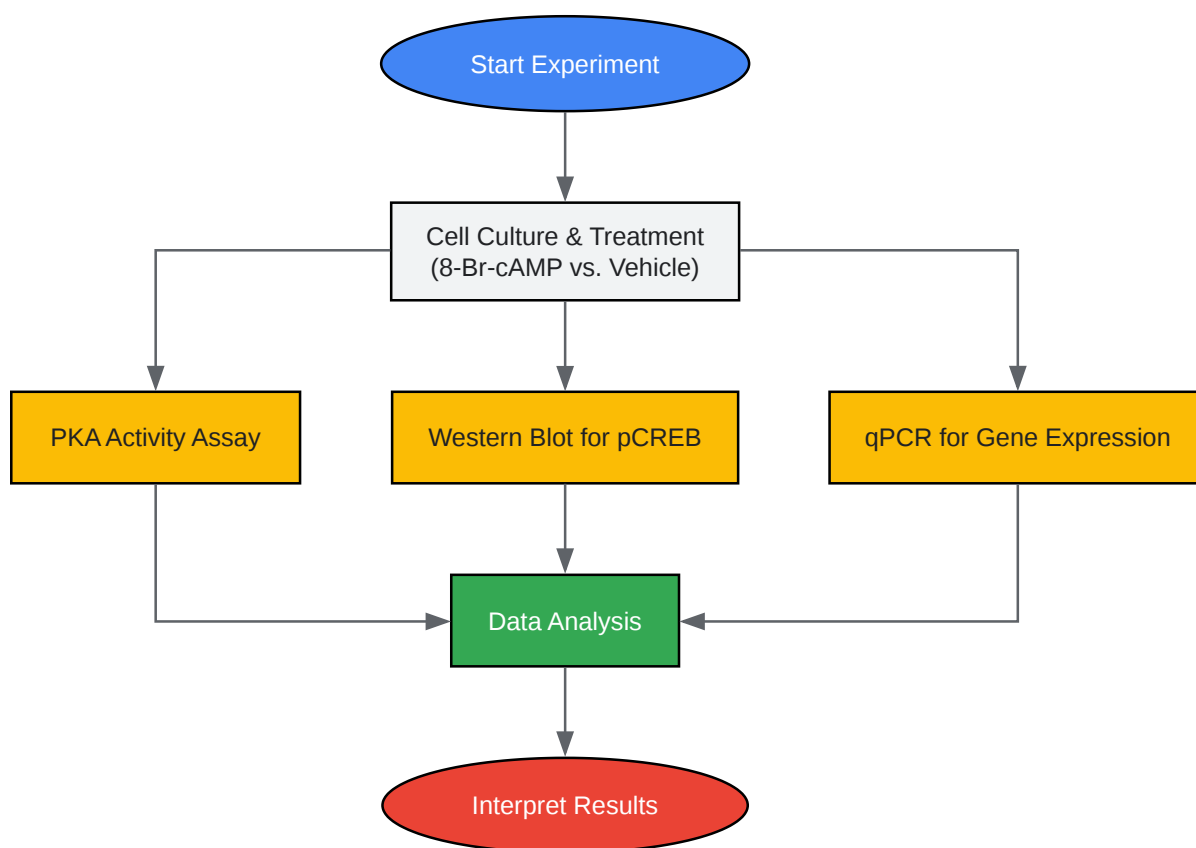 Start Experiment
Cell Culture & Treatment
(8-Br-cAMP vs. Vehicle)
PKA Activity Assay
Western Blot for pCREB
qPCR for Gene Expression
Data Analysis
Interpret Results